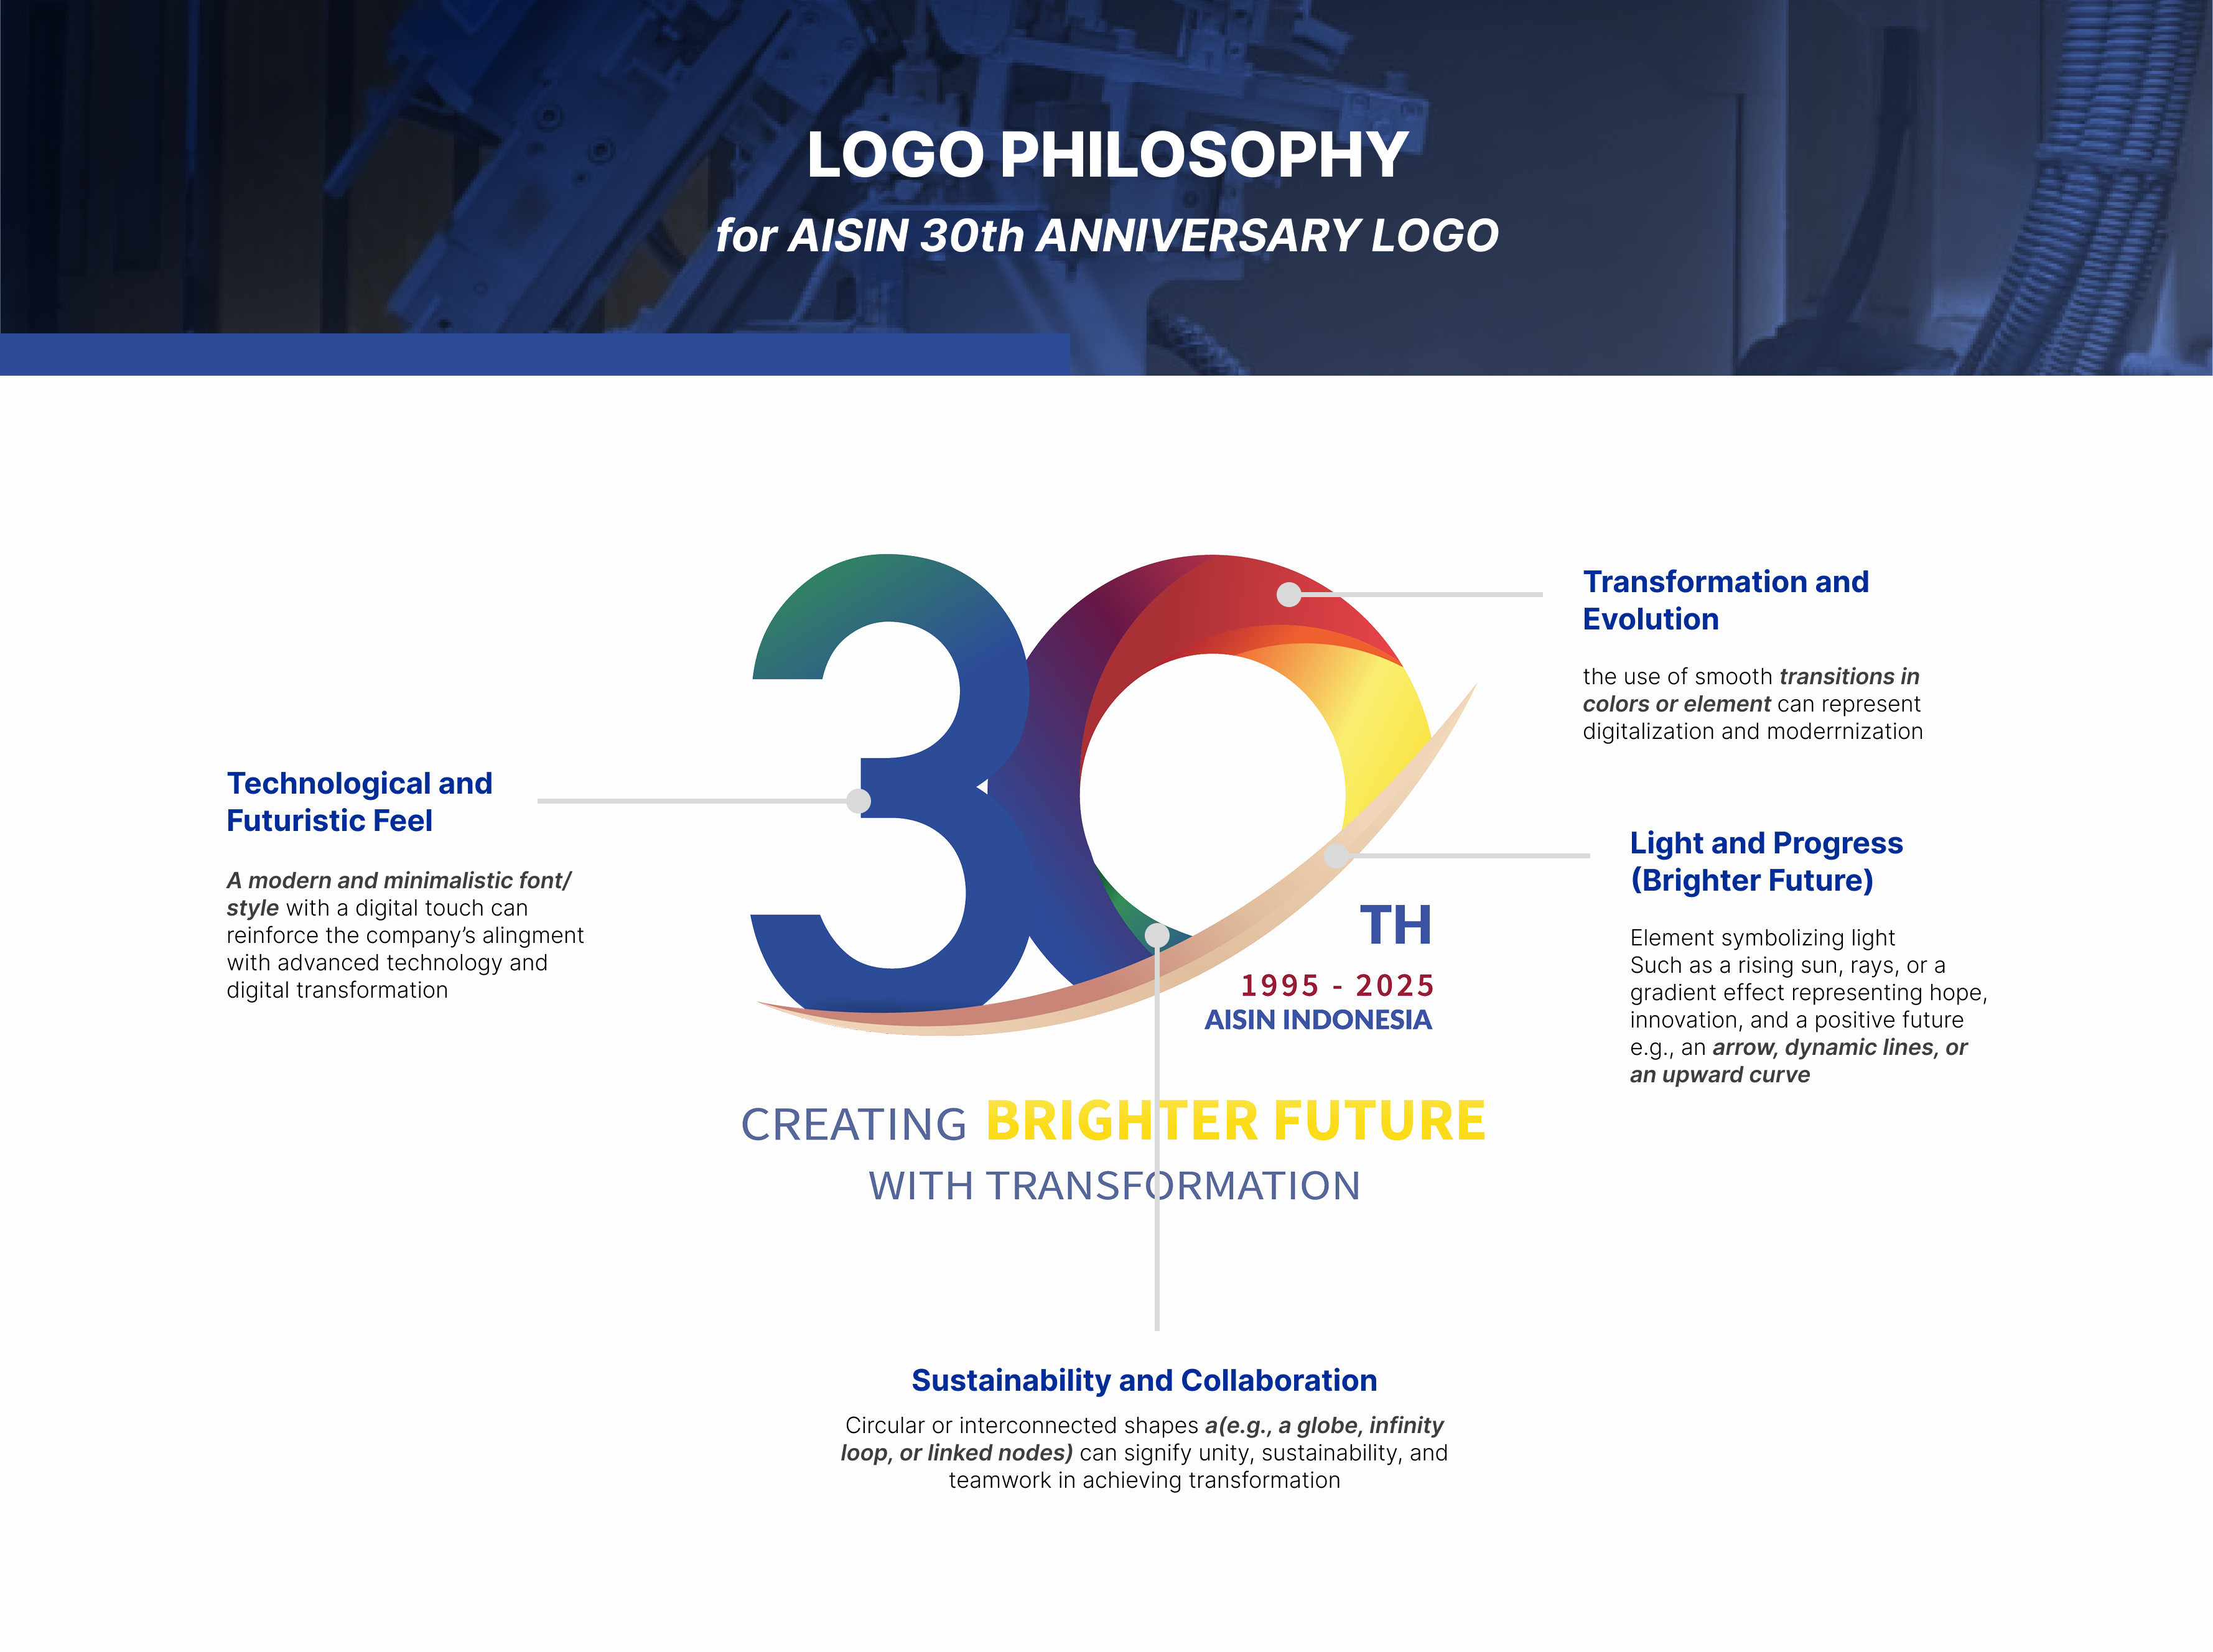 LOGO PHILOSOPHY
for AISIN 30th ANNIVERSARY LOGO
Technological and
Futuristic Feel
A modern and minimalistic font/
style with a digital touch can
reinforce the company's alingment
with advanced technology and
digital transformation
30
TH
1995 - 2025
AISIN INDONESIA
CREATING BRIGHTER FUTURE
WITH TRANSFORMATION
Transformation and
Evolution
the use of smooth transitions in
colors or element can represent
digitalization and moderrnization
Light and Progress
(Brighter Future)
Element symbolizing light
Such as a rising sun, rays, or a
gradient effect representing hope,
innovation, and a positive future
e.g., an arrow, dynamic lines, or
an upward curve
Sustainability and Collaboration
Circular or interconnected shapes a(e.g., a globe, infinity
loop, or linked nodes) can signify unity, sustainability, and
teamwork in achieving transformation